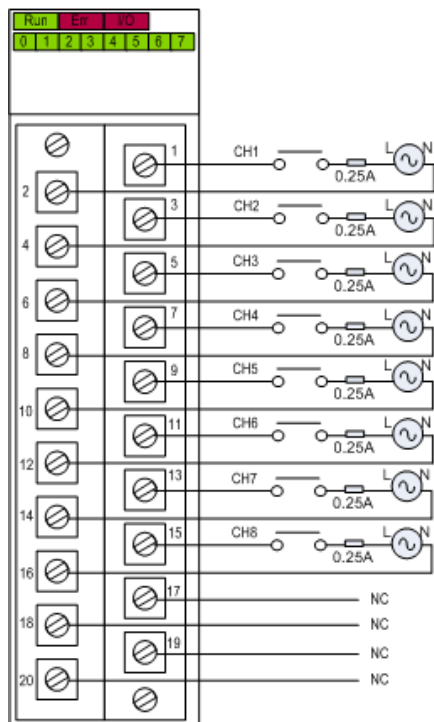 Run Err I/O
0 1 2 3 4 5 6 7
1 CH1 L N
0.25A
2
3 CH2 L N
0.25A
4
5 CH3 L N
0.25A
6
7 CH4 L N
0.25A
8
9 CH5 L N
0.25A
10
11 CH6 L N
0.25A
12
13 CH7 L N
0.25A
14
15 CH8 L N
0.25A
16
17 NC
18 NC
19 NC
20 NC